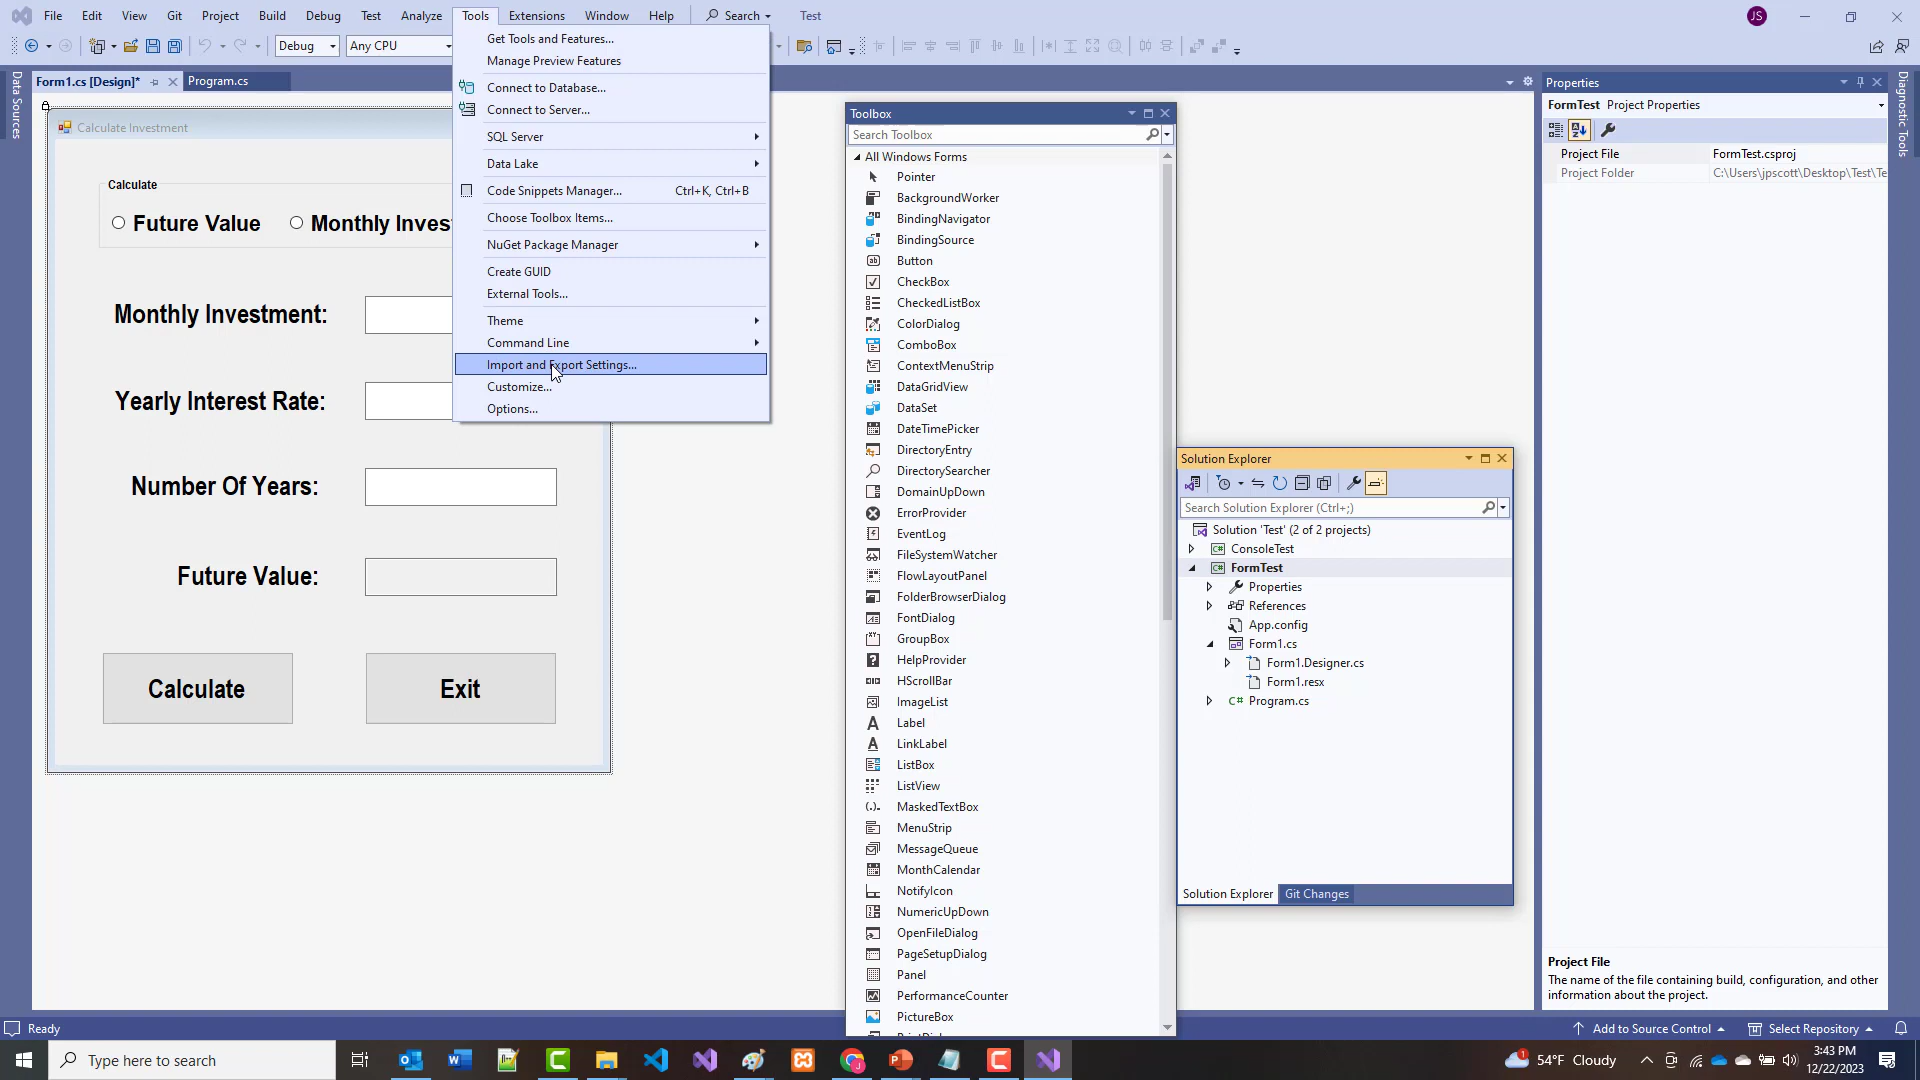 File Edit View Git Project Build Debug Test Analyze Tools Extensions Window Help Search Test JS
Debug Any CPU
Form1.cs [Design]* Program.cs
Data Sources
Calculate Investment
Calculate
Future Value Monthly Inves
Monthly Investment:
Yearly Interest Rate:
Number Of Years:
Future Value:
Calculate Exit
Get Tools and Features...
Manage Preview Features
Connect to Database...
Connect to Server...
SQL Server
Data Lake
Code Snippets Manager... Ctrl+K, Ctrl+B
Choose Toolbox Items...
NuGet Package Manager
Create GUID
External Tools...
Theme
Command Line
Import and Export Settings...
Customize...
Options...
Toolbox
Search Toolbox
All Windows Forms
Pointer
BackgroundWorker
BindingNavigator
BindingSource
Button
CheckBox
CheckedListBox
ColorDialog
ComboBox
ContextMenuStrip
DataGridView
DataSet
DateTimePicker
DirectoryEntry
DirectorySearcher
DomainUpDown
ErrorProvider
EventLog
FileSystemWatcher
FlowLayoutPanel
FolderBrowserDialog
FontDialog
GroupBox
HelpProvider
HScrollBar
ImageList
Label
LinkLabel
ListBox
ListView
MaskedTextBox
MenuStrip
MessageQueue
MonthCalendar
NotifyIcon
NumericUpDown
OpenFileDialog
PageSetupDialog
Panel
PerformanceCounter
PictureBox
Solution Explorer
Search Solution Explorer (Ctrl+;)
Solution 'Test' (2 of 2 projects)
ConsoleTest
FormTest
Properties
References
App.config
Form1.cs
Form1.Designer.cs
Form1.resx
C# Program.cs
Solution Explorer Git Changes
Properties
FormTest Project Properties
Project File FormTest.csproj
Project Folder C:\Users\jpscott\Desktop\Test\Te
Project File
The name of the file containing build, configuration, and other
information about the project.
Diagnostic Tools
Ready Add to Source Control Select Repository
Type here to search
54°F Cloudy
3:43 PM
12/22/2023